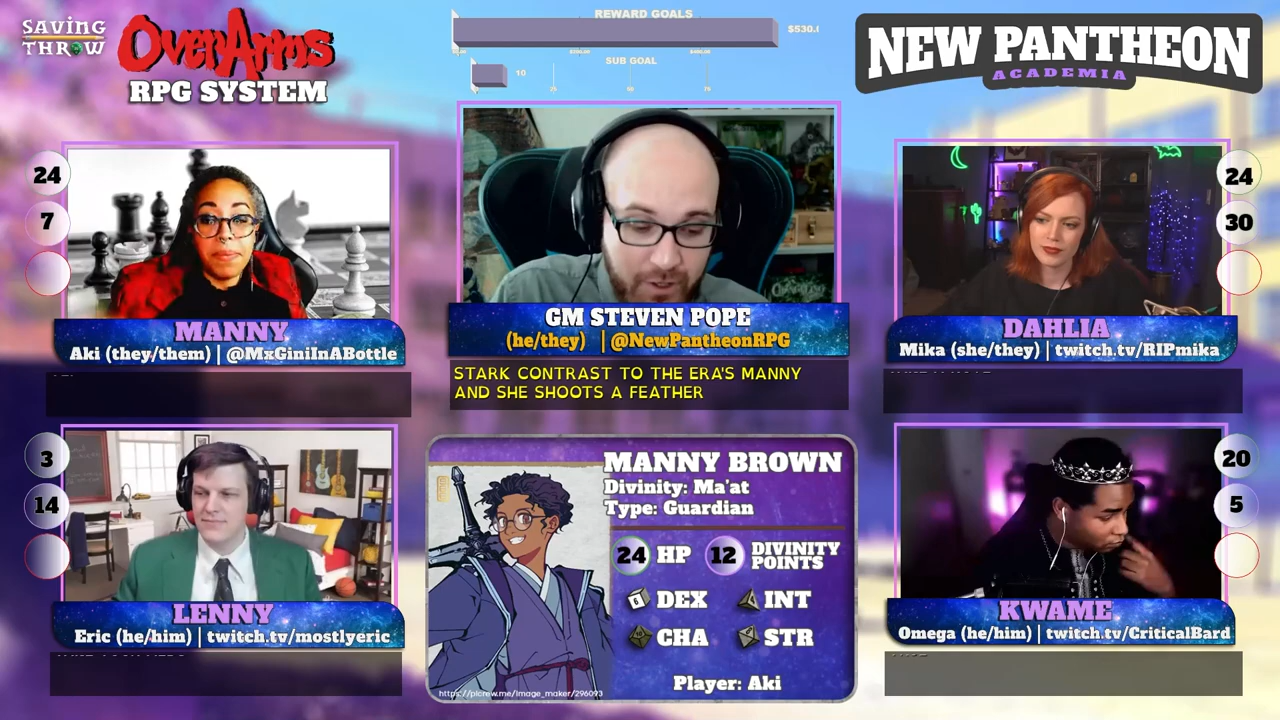 SAVING
THROW
OverArms
RPG SYSTEM
REWARD GOALS
SUB GOAL
10
NEW PANTHEON
ACADEMIA
24
7
MANNY
Aki (they/them) | @MxGiniInABottle
GM STEVEN POPE
(he/they) | @NewPantheonRPG
STARK CONTRAST TO THE ERA'S MANNY
AND SHE SHOOTS A FEATHER
24
30
DAHLIA
Mika (she/they) | twitch.tv/RIPmika
3
14
LENNY
Eric (he/him) | twitch.tv/mostlyeric
MANNY BROWN
Divinity: Ma'at
Type: Guardian
24 HP 12 DIVINITY
POINTS
DEX INT
CHA STR
Player: Aki
https://picrew.me/image_maker/296093
20
5
KWAME
Omega (he/him) | twitch.tv/CriticalBard